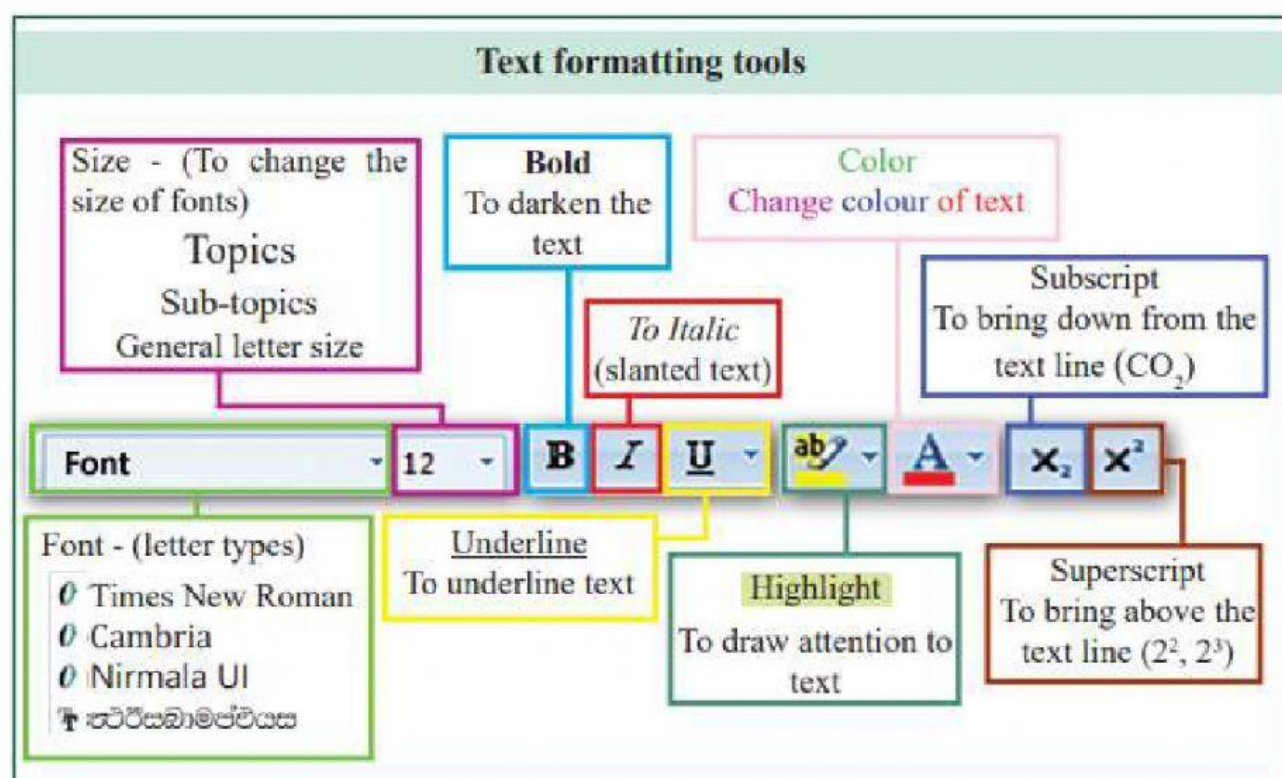 Text formatting tools
Size - (To change the
size of fonts)
Topics
Sub-topics
General letter size
Bold
To darken the
text
Color
Change colour of text
To Italic
(slanted text)
Subscript
To bring down from the
text line (CO₂)
Font
12
B
I
U
ab
A
x₂
x²
Font - (letter types)
Times New Roman
Cambria
Nirmala UI
Underline
To underline text
Highlight
To draw attention to
text
Superscript
To bring above the
text line (2², 2³)